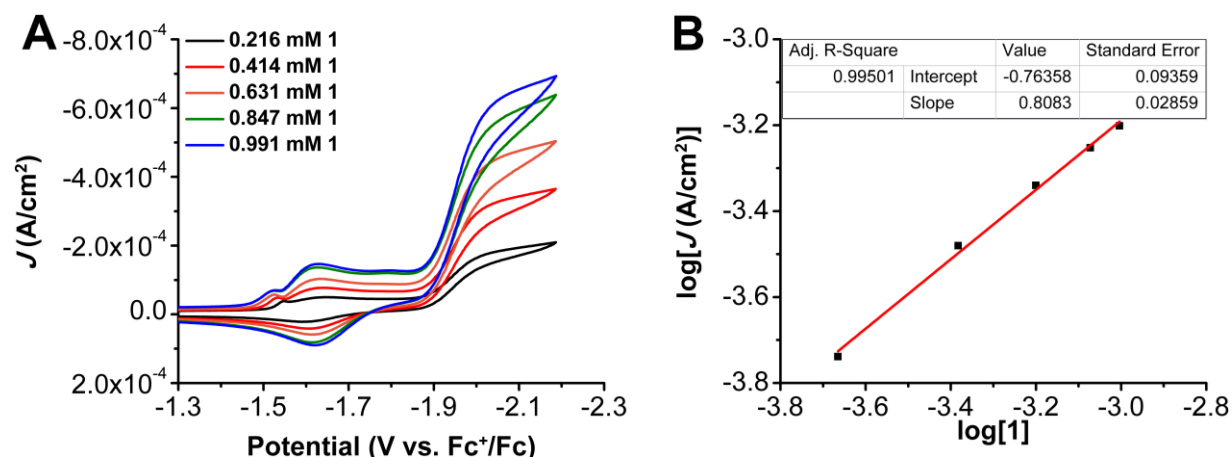 A
J (A/cm²)
-8.0x10⁻⁴
-6.0x10⁻⁴
-4.0x10⁻⁴
-2.0x10⁻⁴
0.0
2.0x10⁻⁴
0.216 mM 1
0.414 mM 1
0.631 mM 1
0.847 mM 1
0.991 mM 1
-1.3 -1.5 -1.7 -1.9 -2.1 -2.3
Potential (V vs. Fc⁺/Fc)
B
log[J (A/cm²)]
-3.0
-3.2
-3.4
-3.6
-3.8
Adj. R-Square Value Standard Error
0.99501 Intercept -0.76358 0.09359
Slope 0.8083 0.02859
-3.8 -3.6 -3.4 -3.2 -3.0 -2.8
log[1]